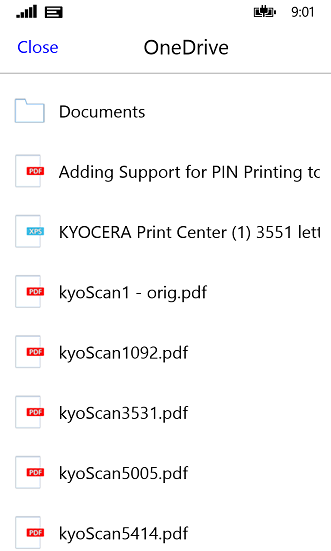 9:01
Close
OneDrive
Documents
PDF
Adding Support for PIN Printing to
XPS
KYOCERA Print Center (1) 3551 lett
PDF
kyoScan1 - orig.pdf
PDF
kyoScan1092.pdf
PDF
kyoScan3531.pdf
PDF
kyoScan5005.pdf
PDF
kyoScan5414.pdf